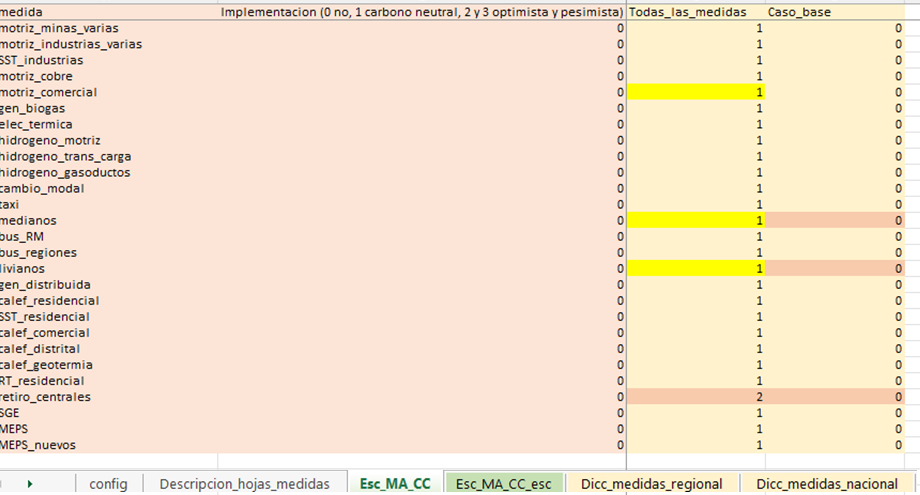 medida Implementacion (0 no, 1 carbono neutral, 2 y 3 optimista y pesimista) Todas_las_medidas Caso_base
motriz_minas_varias 0 1 0
motriz_industrias_varias 0 1 0
SST_industrias 0 1 0
motriz_cobre 0 1 0
motriz_comercial 0 1 0
gen_biogas 0 1 0
elec_termica 0 1 0
hidrogeno_motriz 0 1 0
hidrogeno_trans_carga 0 1 0
hidrogeno_gasoductos 0 1 0
cambio_modal 0 1 0
taxi 0 1 0
medianos 0 1 0
bus_RM 0 1 0
bus_regiones 0 1 0
livianos 0 1 0
gen_distribuida 0 1 0
calef_residencial 0 1 0
SST_residencial 0 1 0
calef_comercial 0 1 0
calef_distrital 0 1 0
calef_geotermia 0 1 0
RT_residencial 0 1 0
retiro_centrales 0 2 0
SGE 0 1 0
MEPS 0 1 0
MEPS_nuevos 0 1 0
config Descripcion_hojas_medidas Esc_MA_CC Esc_MA_CC_esc Dicc_medidas_regional Dicc_medidas_nacional